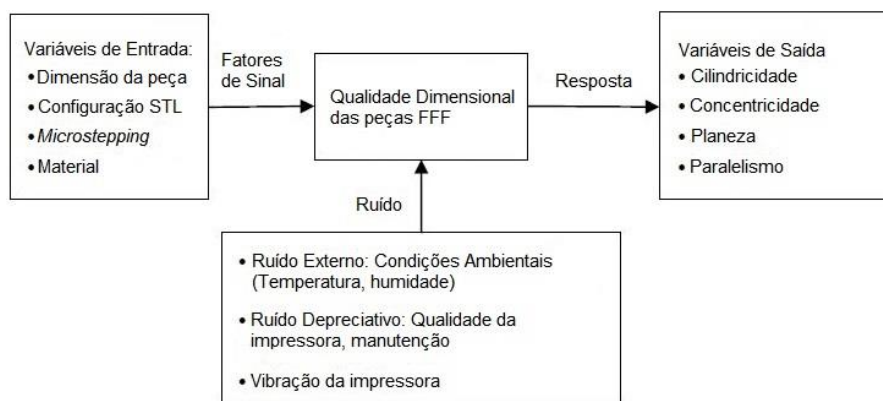 Variáveis de Entrada:
• Dimensão da peça
• Configuração STL
• Microstepping
• Material
Fatores
de Sinal
Qualidade Dimensional
das peças FFF
Resposta
Variáveis de Saída
• Cilindricidade
• Concentricidade
• Planeza
• Paralelismo
Ruído
• Ruído Externo: Condições Ambientais
(Temperatura, humidade)
• Ruído Depreciativo: Qualidade da
impressora, manutenção
• Vibração da impressora